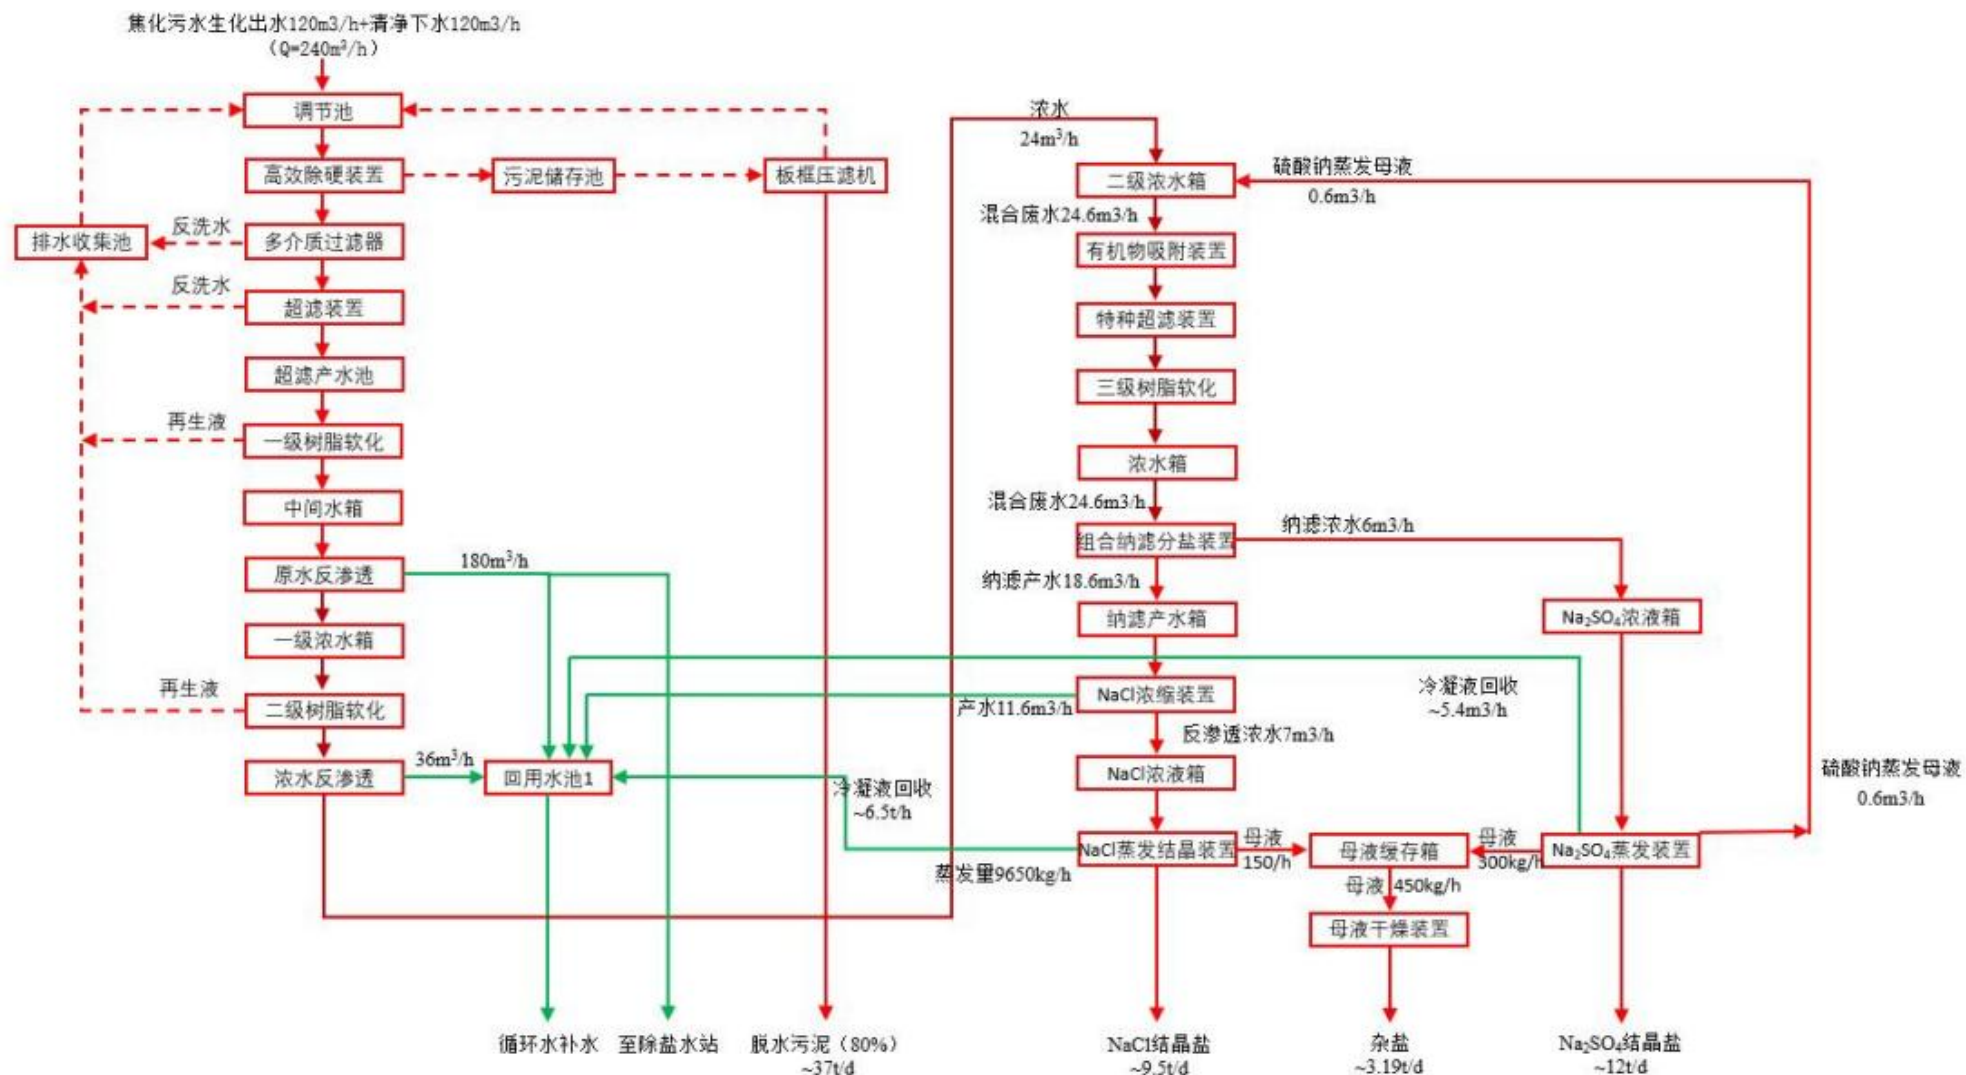 焦化污水生化出水120m3/h+清净下水120m3/h
（Q=240m³/h）
调节池
高效除硬装置
污泥储存池
板框压滤机
反洗水
排水收集池
多介质过滤器
反洗水
超滤装置
超滤产水池
再生液
一级树脂软化
中间水箱
原水反渗透
180m³/h
一级浓水箱
再生液
二级树脂软化
浓水反渗透
36m³/h
回用水池1
浓水
24m³/h
二级浓水箱
硫酸钠蒸发母液
0.6m3/h
混合废水24.6m3/h
有机物吸附装置
特种超滤装置
三级树脂软化
浓水箱
混合废水24.6m3/h
组合纳滤分盐装置
纳滤浓水6m3/h
纳滤产水18.6m3/h
纳滤产水箱
Na₂SO₄浓液箱
NaCl浓缩装置
产水11.6m3/h
冷凝液回收
~5.4m3/h
反渗透浓水7m3/h
NaCl浓液箱
冷凝液回收
~6.5t/h
硫酸钠蒸发母液
0.6m3/h
NaCl蒸发结晶装置
蒸发量9650kg/h
母液
150/h
母液缓存箱
母液
300kg/h
Na₂SO₄蒸发装置
母液 450kg/h
母液干燥装置
循环水补水
至除盐水站
脱水污泥（80%）
~37t/d
NaCl结晶盐
~9.5t/d
杂盐
~3.19t/d
Na₂SO₄结晶盐
~12t/d